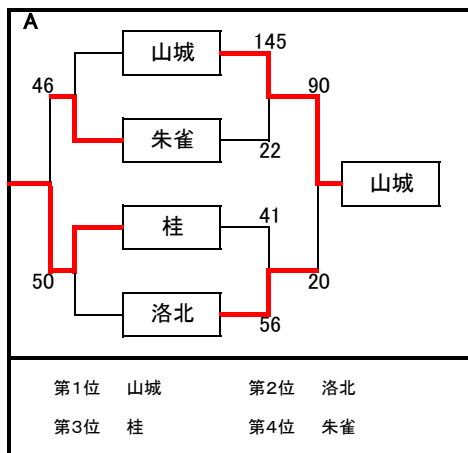 A
山城
145
46
90
朱雀
22
山城
桂
41
50
20
洛北
56
第1位 山城 第2位 洛北
第3位 桂 第4位 朱雀